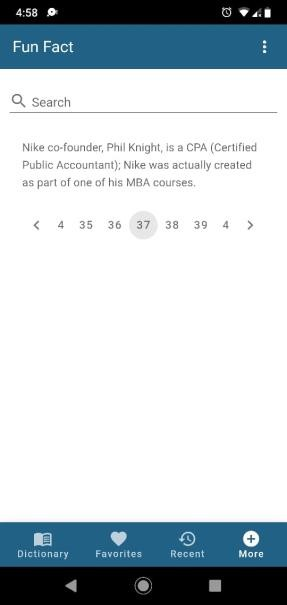 4:58
Fun Fact
Search
Nike co-founder, Phil Knight, is a CPA (Certified
Public Accountant); Nike was actually created
as part of one of his MBA courses.
4 35 36 37 38 39 4
Dictionary Favorites Recent More